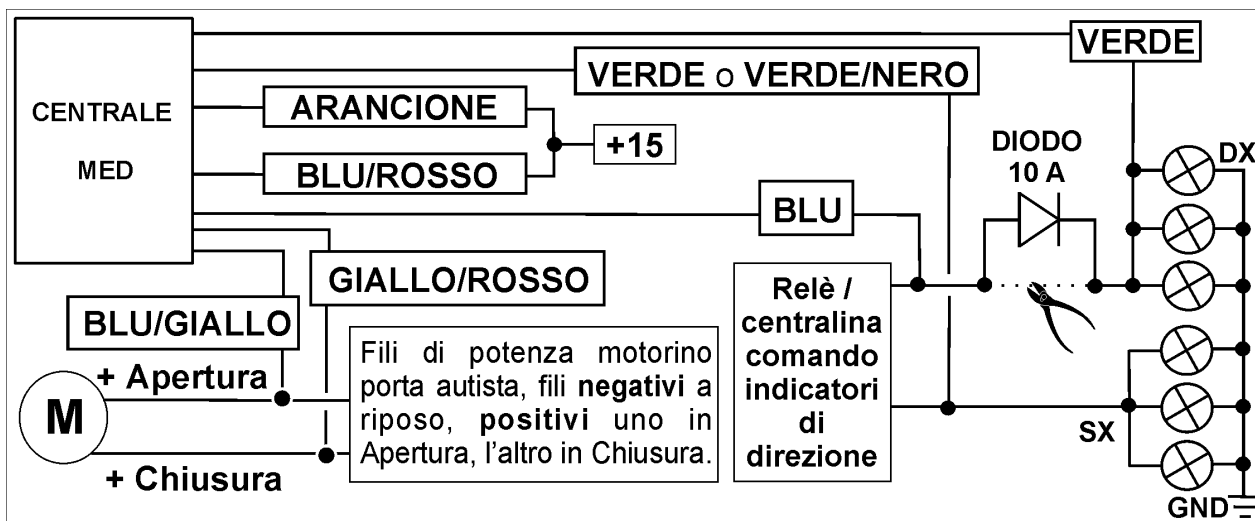 CENTRALE
MED
VERDE
VERDE o VERDE/NERO
ARANCIONE
+15
BLU/ROSSO
DIODO
10 A
DX
BLU
GIALLO/ROSSO
BLU/GIALLO
+ Apertura
M
+ Chiusura
Fili di potenza motorino
porta autista, fili negativi a
riposo, positivi uno in
Apertura, l'altro in Chiusura.
Relè /
centralina
comando
indicatori
di
direzione
SX
GND